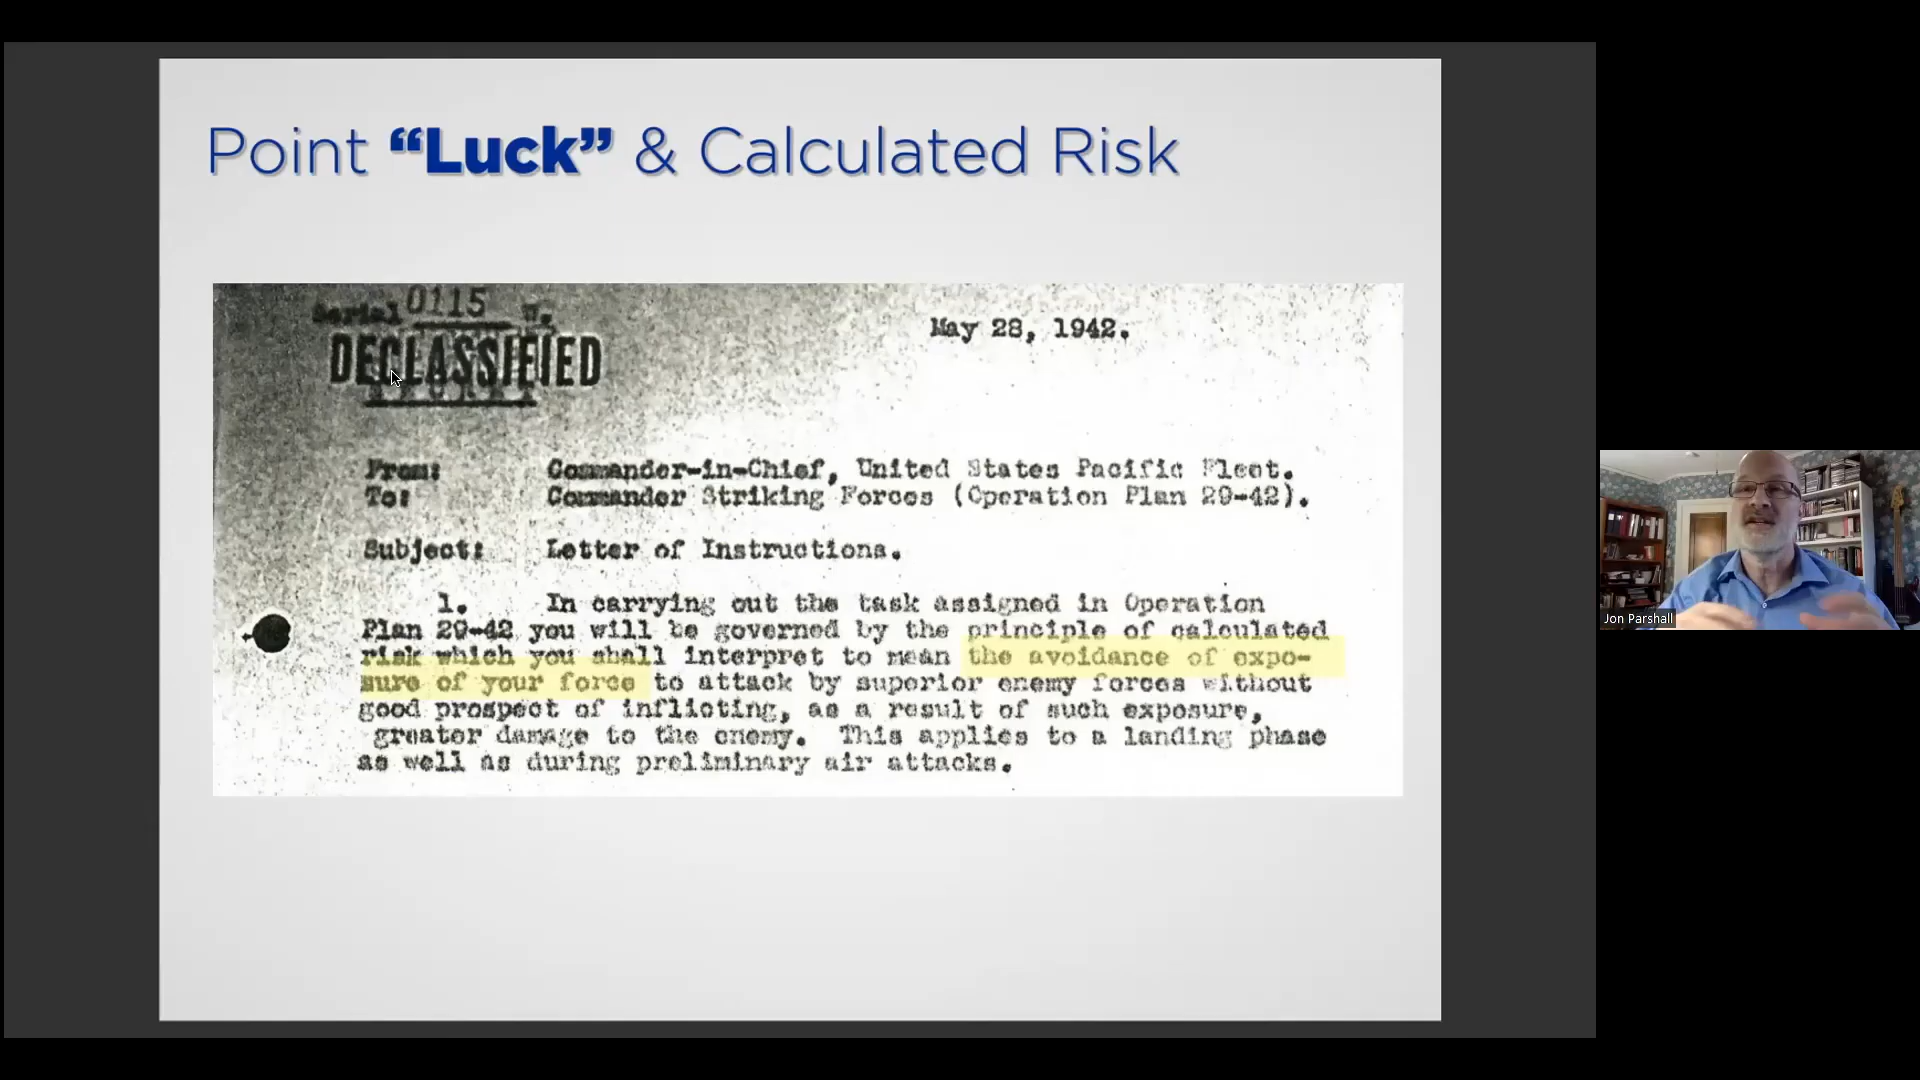 Point “Luck” & Calculated Risk
Serial 0115 W.
DECLASSIFIED
May 28, 1942.
From: Commander-in-Chief, United States Pacific Fleet.
To: Commander Striking Forces (Operation Plan 29-42).
Subject: Letter of Instructions.
1. In carrying out the task assigned in Operation
Plan 29-42 you will be governed by the principle of calculated
risk which you shall interpret to mean the avoidance of expo-
sure of your force to attack by superior enemy forces without
good prospect of inflicting, as a result of such exposure,
greater damage to the enemy. This applies to a landing phase
as well as during preliminary air attacks.
Jon Parshall